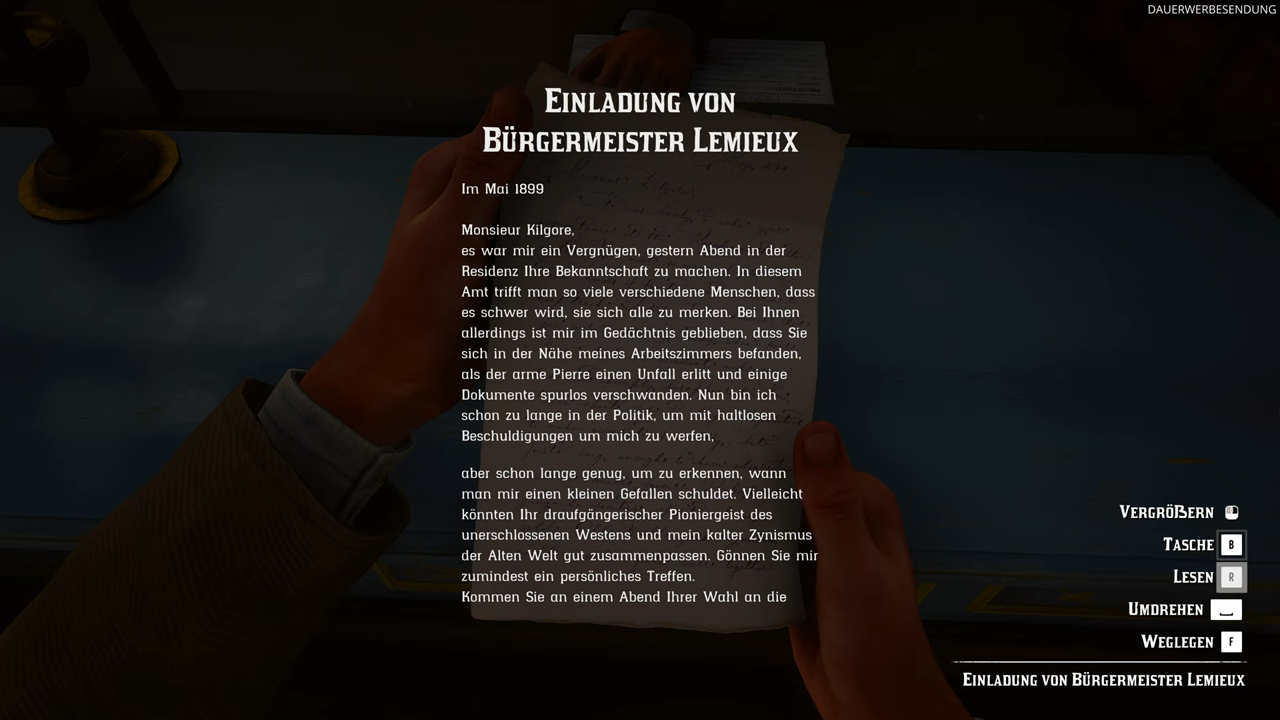 DAUERWERBESENDUNG
Einladung von
Bürgermeister Lemieux
Im Mai 1899
Monsieur Kilgore,
es war mir ein Vergnügen, gestern Abend in der
Residenz Ihre Bekanntschaft zu machen. In diesem
Amt trifft man so viele verschiedene Menschen, dass
es schwer wird, sie sich alle zu merken. Bei Ihnen
allerdings ist mir im Gedächtnis geblieben, dass Sie
sich in der Nähe meines Arbeitszimmers befanden,
als der arme Pierre einen Unfall erlitt und einige
Dokumente spurlos verschwanden. Nun bin ich
schon zu lange in der Politik, um mit haltlosen
Beschuldigungen um mich zu werfen,
aber schon lange genug, um zu erkennen, wann
man mir einen kleinen Gefallen schuldet. Vielleicht
könnten Ihr draufgängerischer Pioniergeist des
unerschlossenen Westens und mein kalter Zynismus
der Alten Welt gut zusammenpassen. Gönnen Sie mir
zumindest ein persönliches Treffen.
Kommen Sie an einem Abend Ihrer Wahl an die
Vergrößern
Tasche B
Lesen R
Umdrehen
Weglegen F
Einladung von Bürgermeister Lemieux